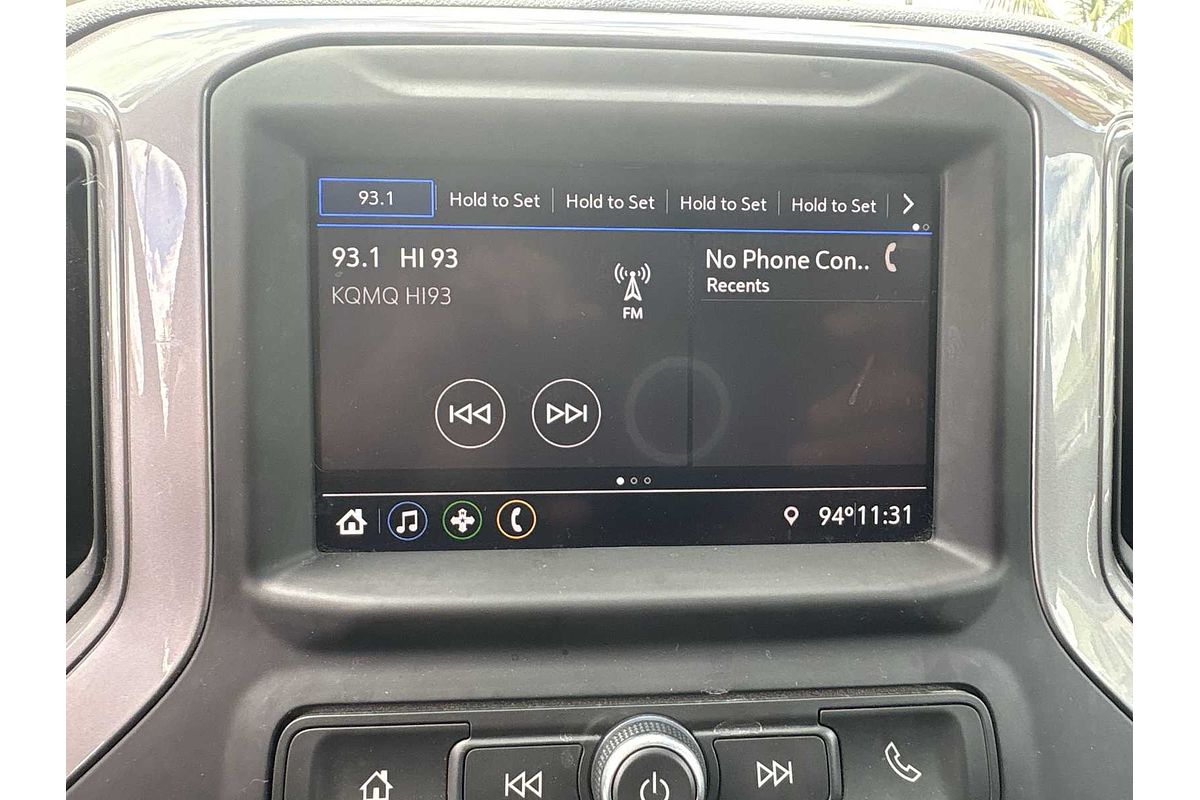 93.1 Hold to Set Hold to Set Hold to Set Hold to Set
93.1 HI 93
KQMQ HI93
FM
No Phone Con..
Recents
94° 11:31